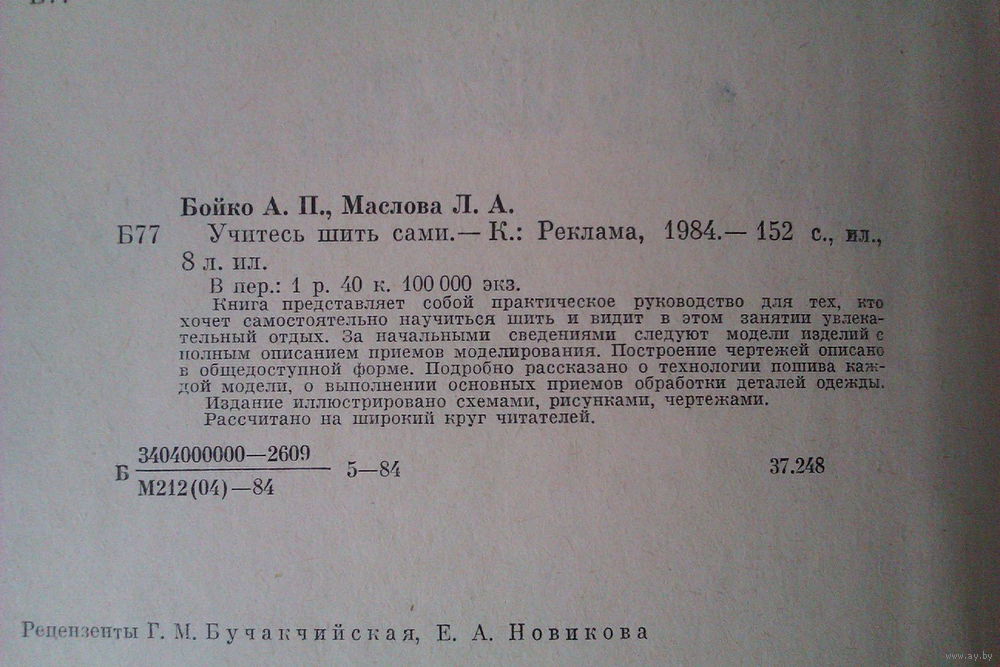 Бойко А. П., Маслова Л. А.
Б77 Учитесь шить сами.— К.: Реклама, 1984.— 152 с., ил.,
8 л. ил.
В пер.: 1 р. 40 к. 100 000 экз.
Книга представляет собой практическое руководство для тех, кто
хочет самостоятельно научиться шить и видит в этом занятии увлека-
тельный отдых. За начальными сведениями следуют модели изделий с
полным описанием приемов моделирования. Построение чертежей описано
в общедоступной форме. Подробно рассказано о технологии пошива каж-
дой модели, о выполнении основных приемов обработки деталей одежды.
Издание иллюстрировано схемами, рисунками, чертежами.
Рассчитано на широкий круг читателей.
Б 3404000000—2609
М212(04)—84 5—84 37.248
Рецензенты Г. М. Бучакчийская, Е. А. Новикова
www.ay.by